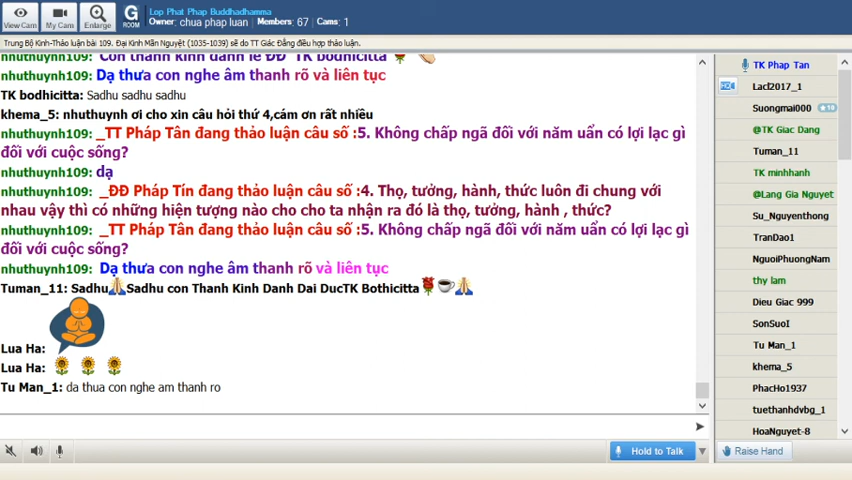 Lop Phat Phap Buddhadhamma
Owner: chua phap luan Members: 67 Cams: 1
View Cam
My Cam
Enlarge
G
ROOM
Trung Bộ Kinh-Thảo luận bài 109. Đại Kinh Mãn Nguyệt (1035-1039) sẽ do TT Giác Đẳng điều hợp thảo luận.
nhuthuynh109: Con thành kính đảnh lễ ĐĐ TK bodhicitta
nhuthuynh109: Dạ thưa con nghe âm thanh rõ và liên tục
TK bodhicitta: Sadhu sadhu sadhu
khema_5: nhuthuynh ơi cho xin câu hỏi thứ 4,cám ơn rất nhiều
nhuthuynh109: _TT Pháp Tân đang thảo luận câu số :5. Không chấp ngã đối với năm uẩn có lợi lạc gì
đối với cuộc sống?
nhuthuynh109: dạ
nhuthuynh109: _ĐĐ Pháp Tín đang thảo luận câu số :4. Thọ, tưởng, hành, thức luôn đi chung với
nhau vậy thì có những hiện tượng nào cho cho ta nhận ra đó là thọ, tưởng, hành , thức?
nhuthuynh109: _TT Pháp Tân đang thảo luận câu số :5. Không chấp ngã đối với năm uẩn có lợi lạc gì
đối với cuộc sống?
nhuthuynh109: Dạ thưa con nghe âm thanh rõ và liên tục
Tuman_11: Sadhu Sadhu con Thanh Kinh Danh Dai DucTK Bothicitta
Lua Ha:
Lua Ha:
Tu Man_1: da thua con nghe am thanh ro
TK Phap Tan
Lacl2017_1
Suongmai000
@TK Giac Dang
Tuman_11
TK minhhanh
@Lang Gia Nguyet
Su_Nguyenthong
TranDao1
NguoiPhuongNam
thy lam
Dieu Giac 999
SonSuoI
Tu Man_1
khema_5
PhacHo1937
tuethanhdvbg_1
HoaNguyet-8
Hold to Talk
Raise Hand